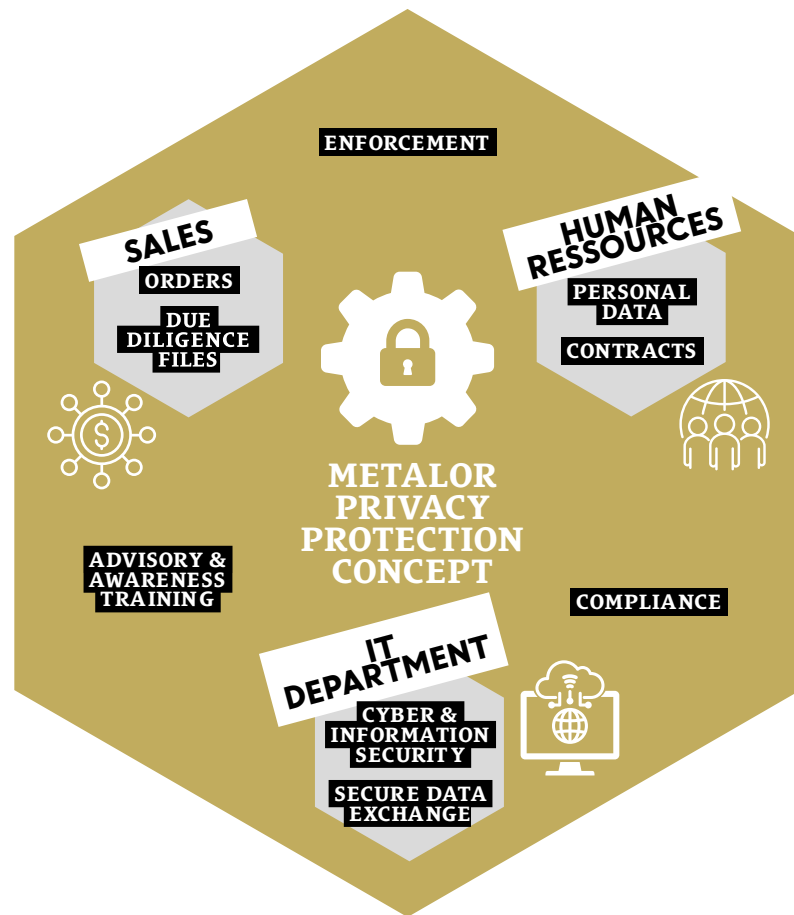 ENFORCEMENT
SALES
ORDERS
DUE
DILIGENCE
FILES
HUMAN
RESSOURCES
PERSONAL
DATA
CONTRACTS
$
METALOR
PRIVACY
PROTECTION
CONCEPT
ADVISORY &
AWARENESS
TRAINING
COMPLIANCE
IT
DEPARTMENT
CYBER &
INFORMATION
SECURITY
SECURE DATA
EXCHANGE